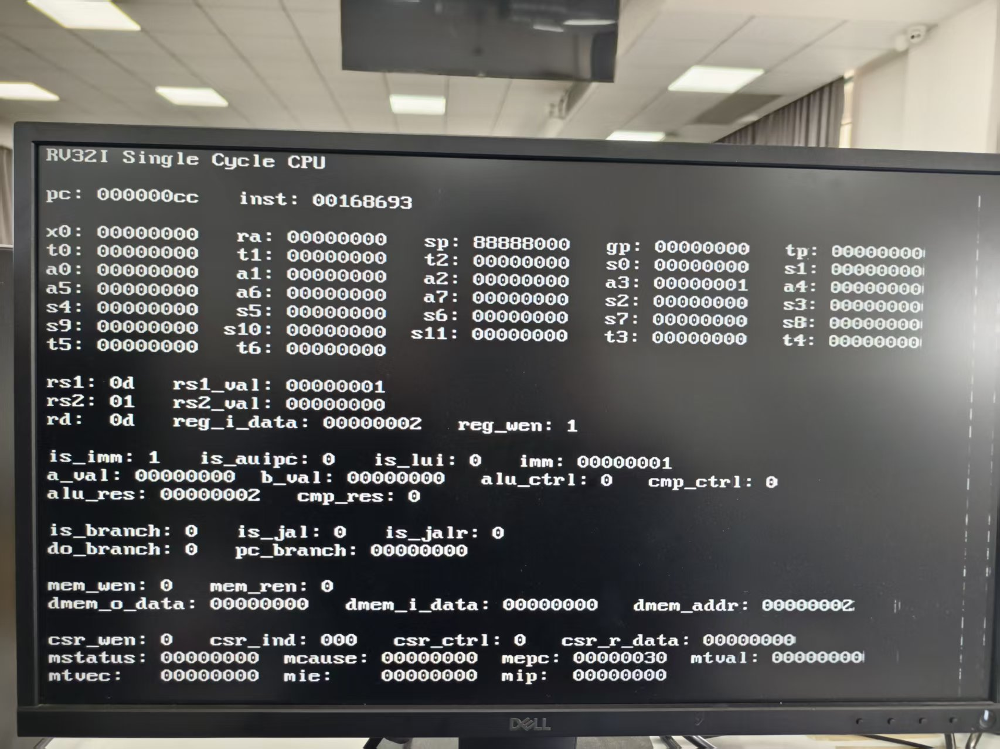 RV32I Single Cycle CPU
pc: 000000cc inst: 00168693
x0: 00000000 ra: 00000000 sp: 88888000 gp: 00000000 tp: 00000000
t0: 00000000 t1: 00000000 t2: 00000000 s0: 00000000 s1: 00000000
a0: 00000000 a1: 00000000 a2: 00000000 a3: 00000001 a4: 00000000
a5: 00000000 a6: 00000000 a7: 00000000 s2: 00000000 s3: 00000000
s4: 00000000 s5: 00000000 s6: 00000000 s7: 00000000 s8: 00000000
s9: 00000000 s10: 00000000 s11: 00000000 t3: 00000000 t4: 00000000
t5: 00000000 t6: 00000000
rs1: 0d rs1_val: 00000001
rs2: 01 rs2_val: 00000000
rd: 0d reg_i_data: 00000002 reg_wen: 1
is_imm: 1 is_auipc: 0 is_lui: 0 imm: 00000001
a_val: 00000000 b_val: 00000000 alu_ctrl: 0 cmp_ctrl: 0
alu_res: 00000002 cmp_res: 0
is_branch: 0 is_jal: 0 is_jalr: 0
do_branch: 0 pc_branch: 00000000
mem_wen: 0 mem_ren: 0
dmem_o_data: 00000000 dmem_i_data: 00000000 dmem_addr: 00000002
csr_wen: 0 csr_ind: 000 csr_ctrl: 0 csr_r_data: 00000000
mstatus: 00000000 mcause: 00000000 mepc: 00000030 mtval: 00000000
mtvec: 00000000 mie: 00000000 mip: 00000000
DELL